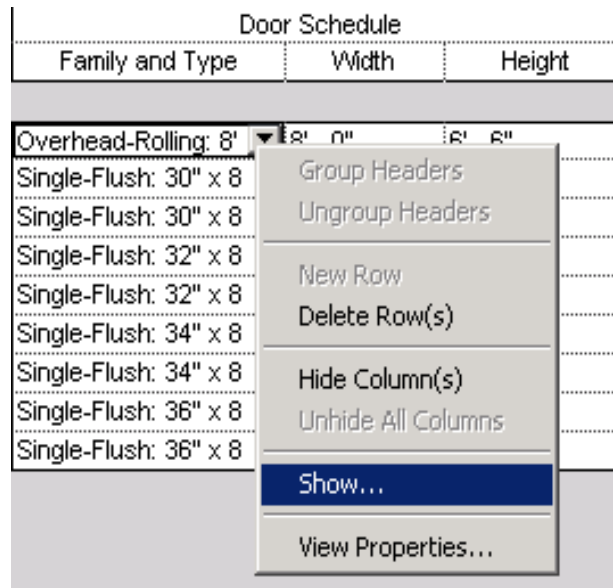 Door Schedule
Family and Type Width Height
Overhead-Rolling: 8' 8' 0" 6' 6"
Single-Flush: 30" x 8
Single-Flush: 30" x 8
Single-Flush: 32" x 8
Single-Flush: 32" x 8
Single-Flush: 34" x 8
Single-Flush: 34" x 8
Single-Flush: 36" x 8
Single-Flush: 36" x 8
Group Headers
Ungroup Headers
New Row
Delete Row(s)
Hide Column(s)
Unhide All Columns
Show...
View Properties...